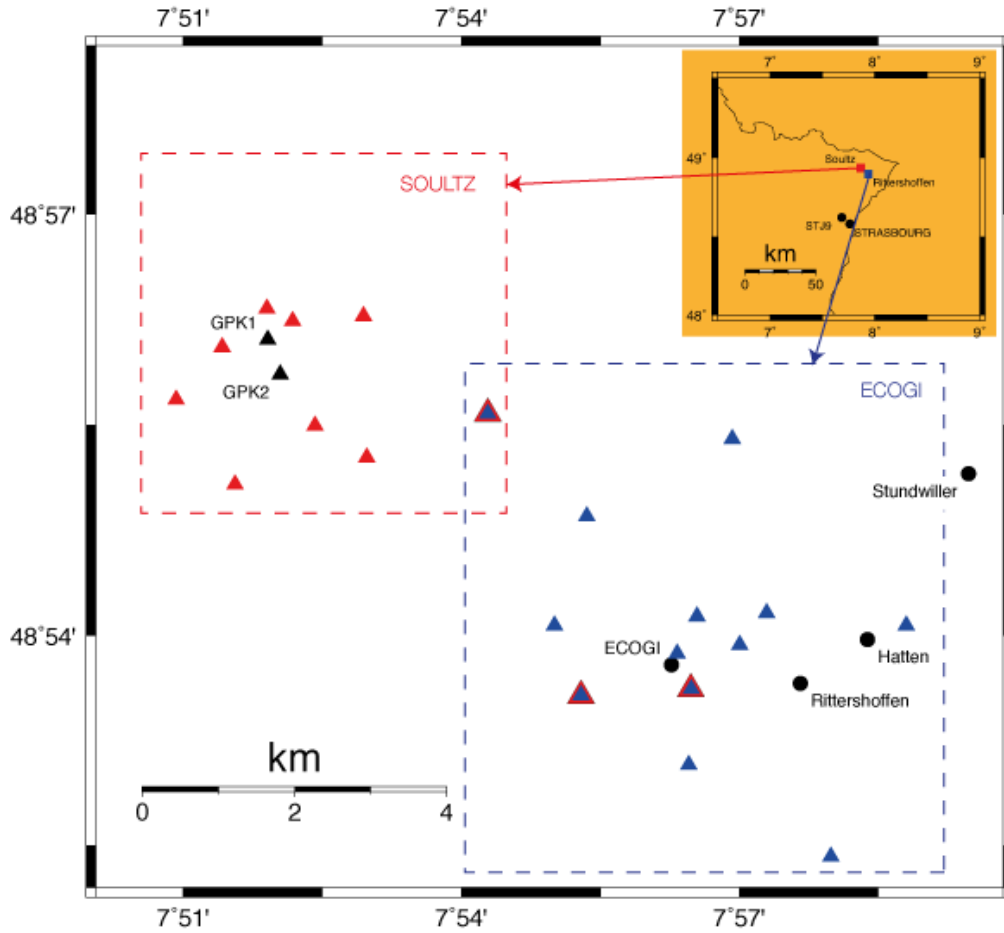 7°51'
7°54'
7°57'
7°
8°
9°
SOULTZ
49°
Soultz
Rittershoffen
48°57'
STJ9
STRASBOURG
km
0
50
GPK1
48°
7°
8°
9°
GPK2
ECOGI
Stundwiller
48°54'
ECOGI
Hatten
Rittershoffen
km
0
2
4
7°51'
7°54'
7°57'